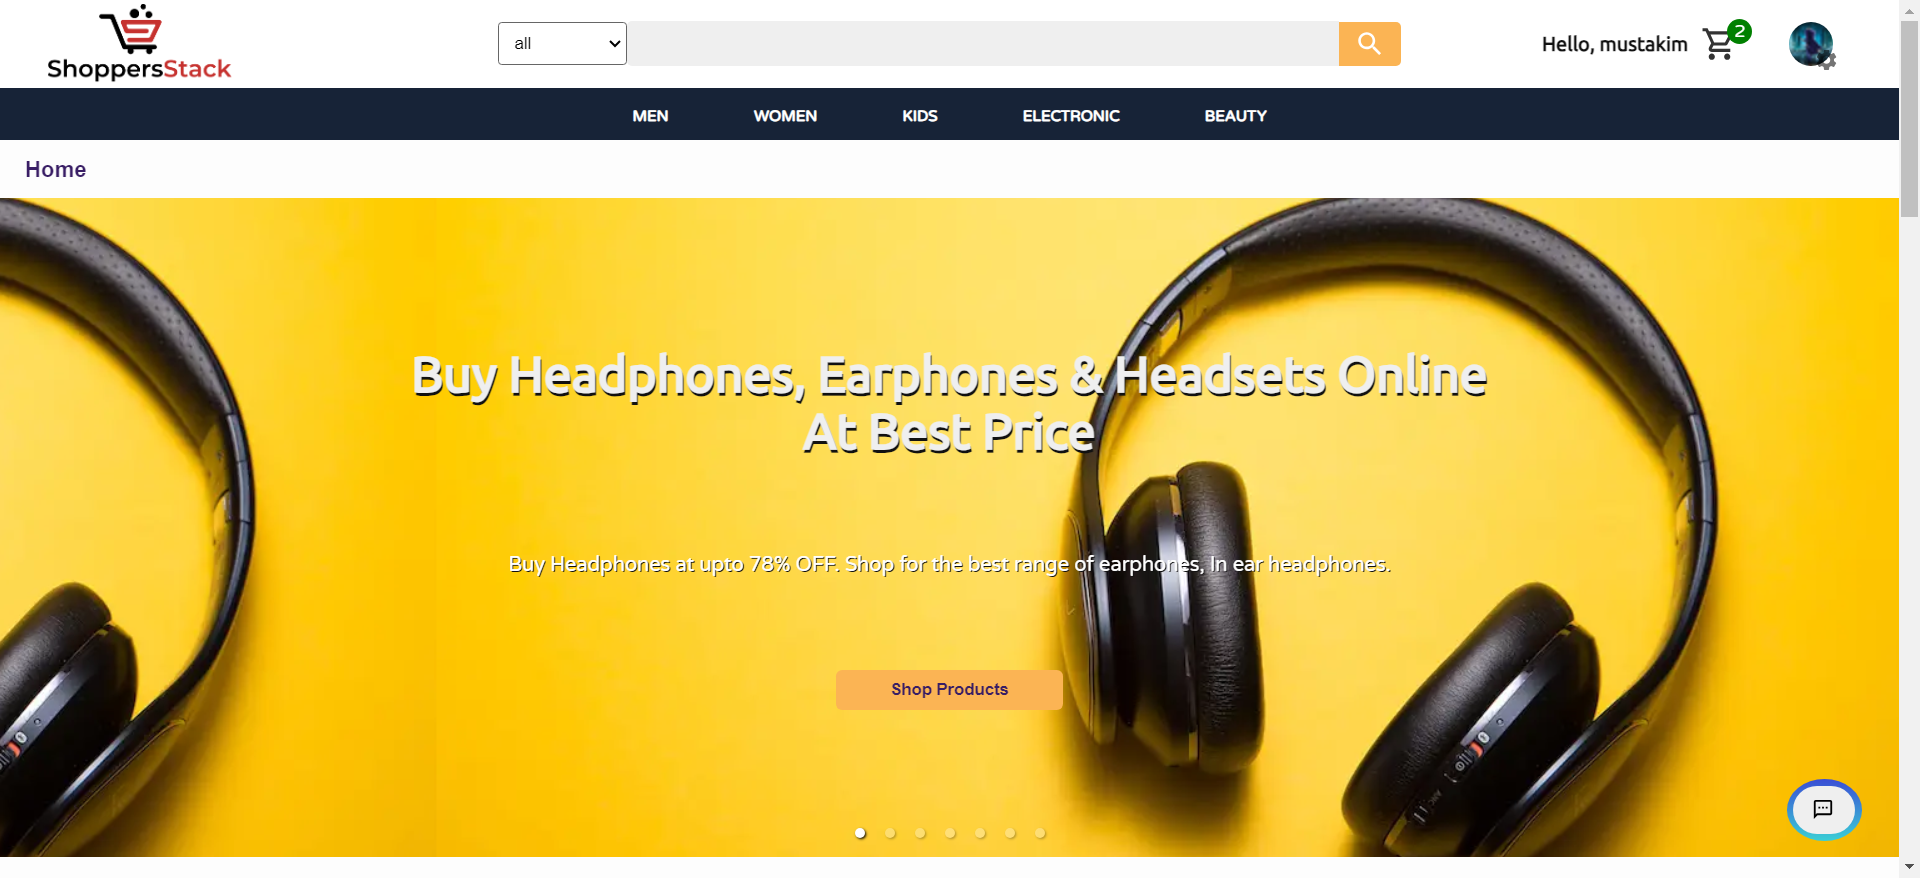 ShoppersStack
all
Hello, mustakim
2
MEN WOMEN KIDS ELECTRONIC BEAUTY
Home
Buy Headphones, Earphones & Headsets Online
At Best Price
Buy Headphones at upto 78% OFF. Shop for the best range of earphones, In ear headphones.
Shop Products